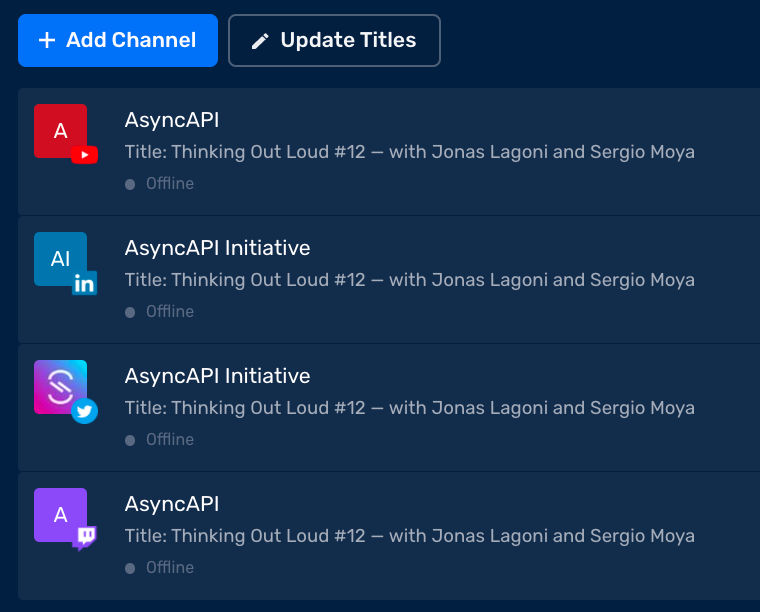 Add Channel
Update Titles
A
AsyncAPI
Title: Thinking Out Loud #12 — with Jonas Lagoni and Sergio Moya
Offline
AI
in
AsyncAPI Initiative
Title: Thinking Out Loud #12 — with Jonas Lagoni and Sergio Moya
Offline
AsyncAPI Initiative
Title: Thinking Out Loud #12 — with Jonas Lagoni and Sergio Moya
Offline
A
AsyncAPI
Title: Thinking Out Loud #12 — with Jonas Lagoni and Sergio Moya
Offline